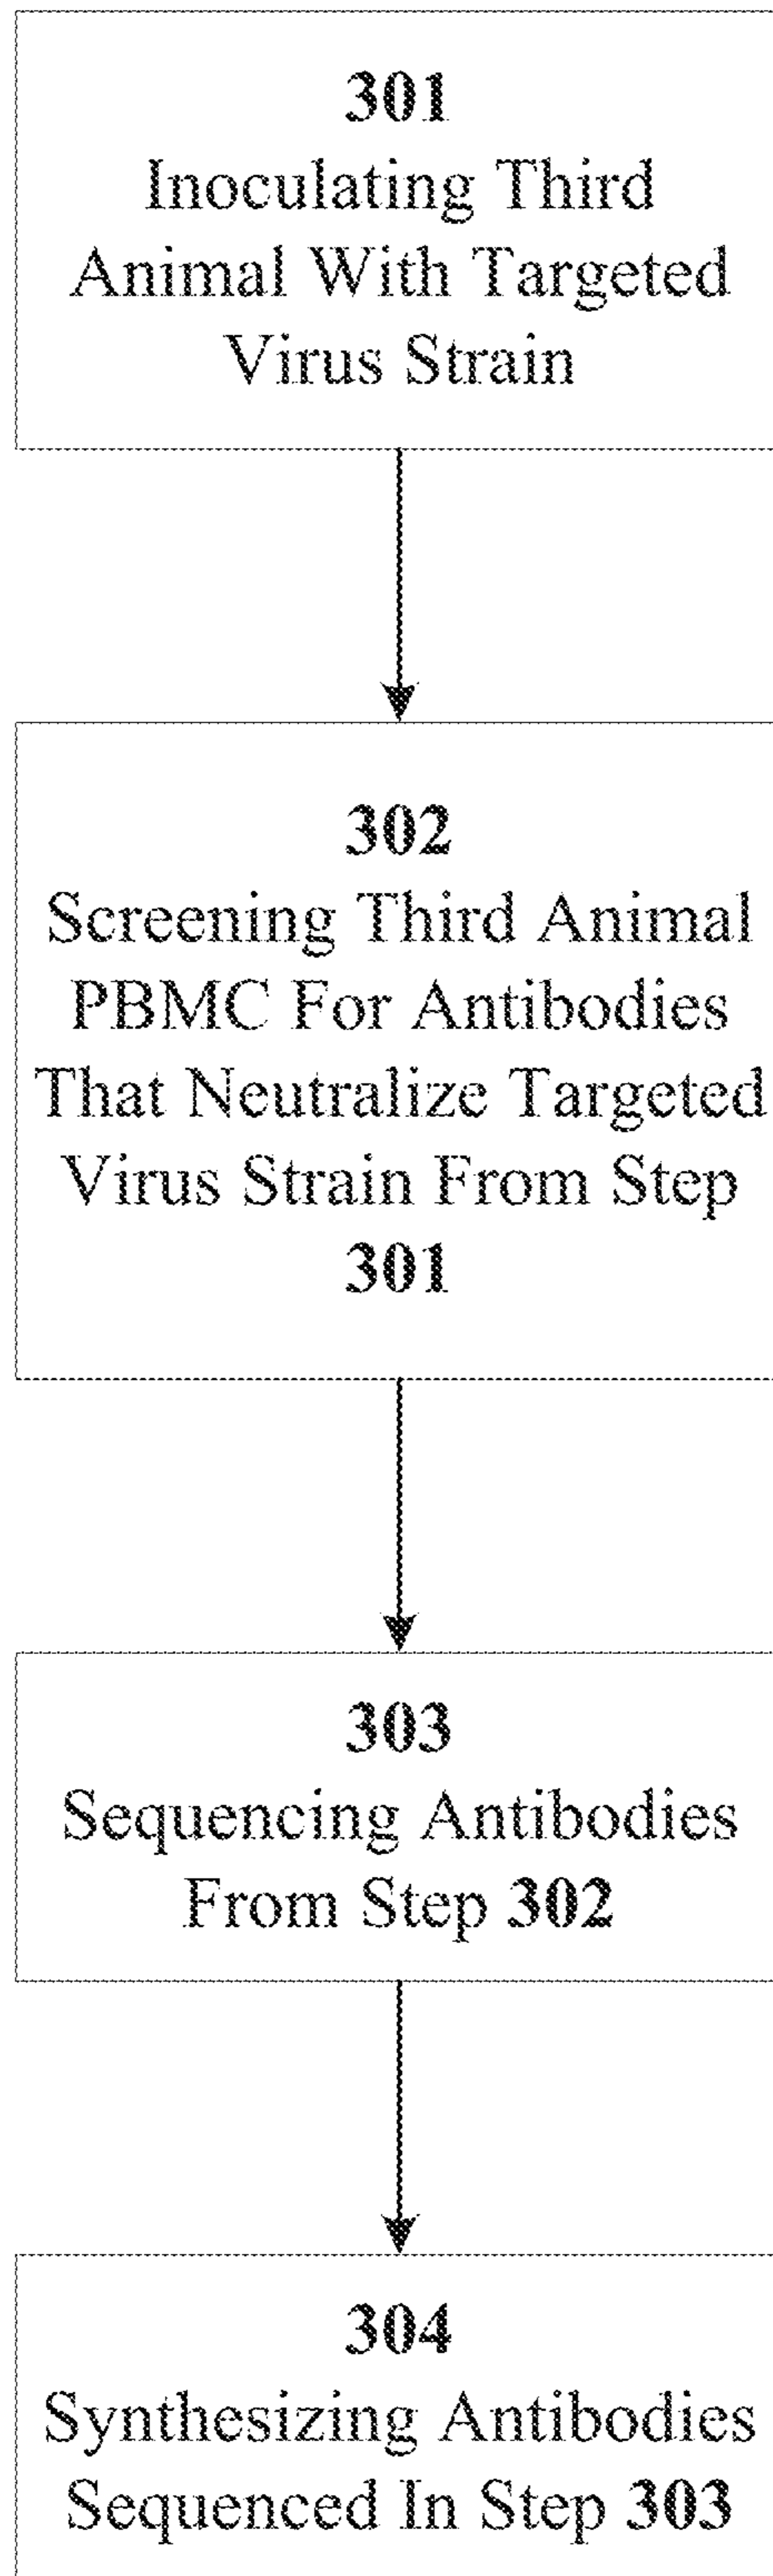 301
Inoculating Third
Animal With Targeted
Virus Strain
302
Screening Third Animal
PBMC For Antibodies
That Neutralize Targeted
Virus Strain From Step
301
303
Sequencing Antibodies
From Step 302
304
Synthesizing Antibodies
Sequenced In Step 303